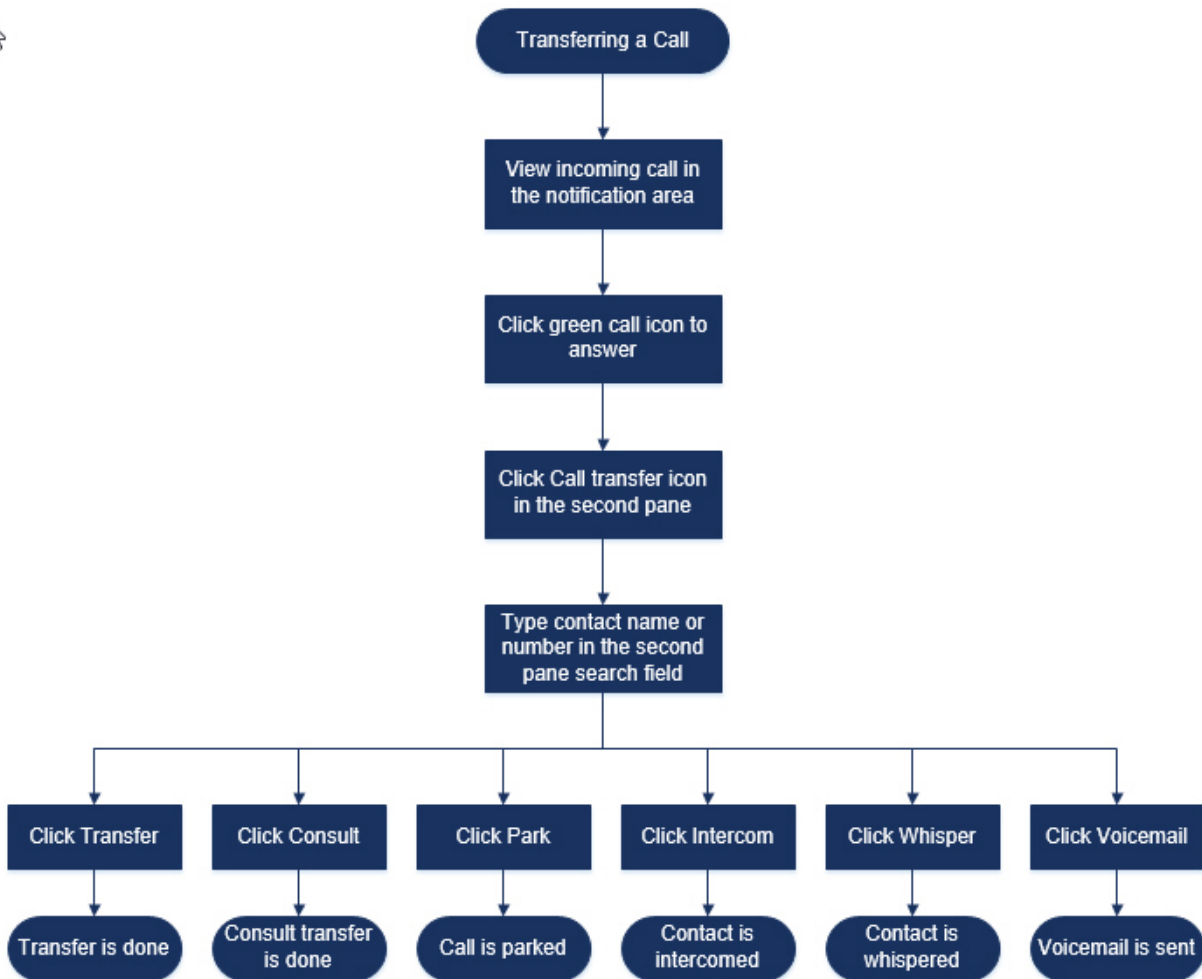 Transferring a Call
View incoming call in
the notification area
Click green call icon to
answer
Click Call transfer icon
in the second pane
Type contact name or
number in the second
pane search field
Click Transfer
Click Consult
Click Park
Click Intercom
Click Whisper
Click Voicemail
Transfer is done
Consult transfer
is done
Call is parked
Contact is
intercomed
Contact is
whispered
Voicemail is sent